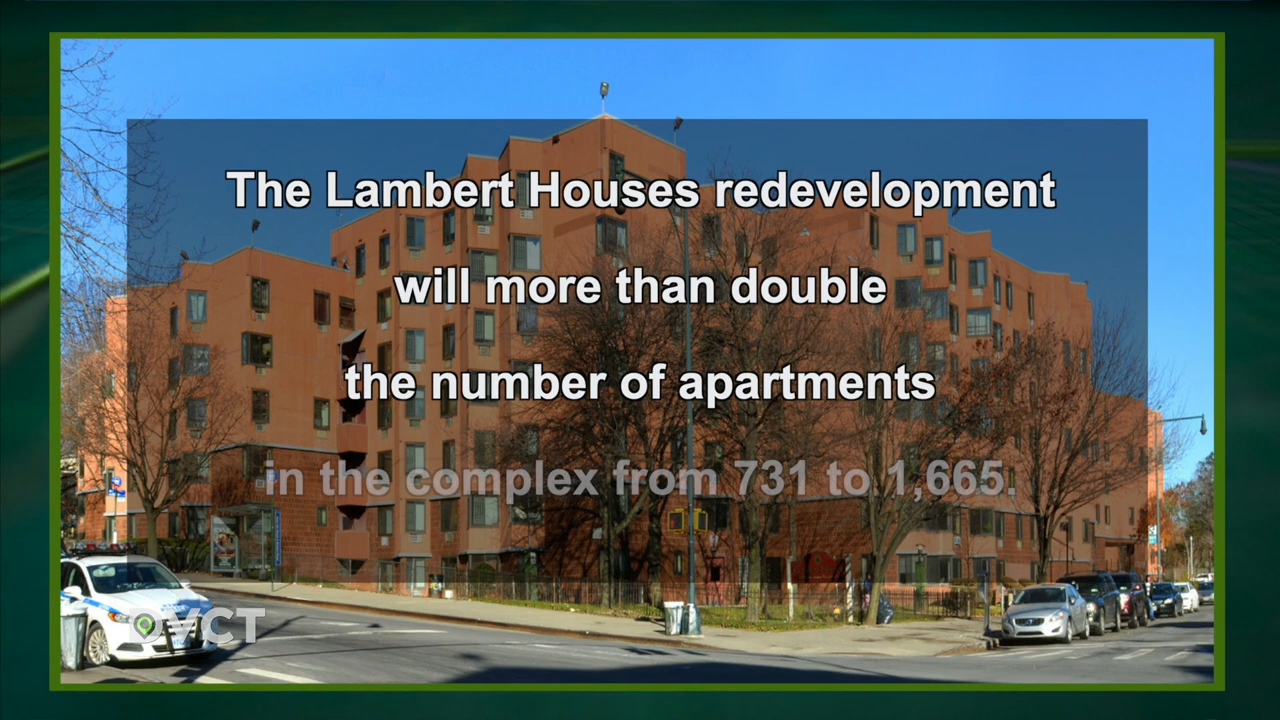 The Lambert Houses redevelopment
will more than double
the number of apartments
in the complex from 731 to 1,665.
DVCT